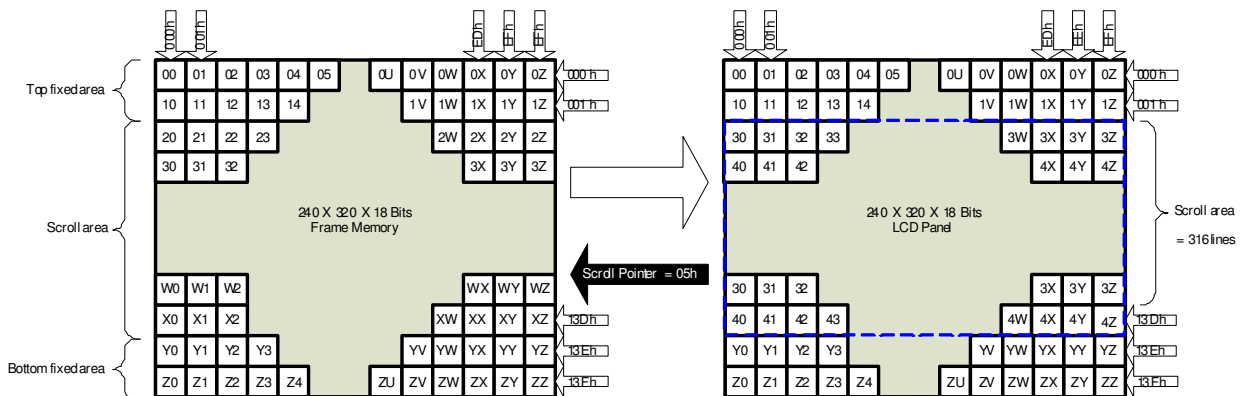 000h 001h EDh EFh EFh 000h 001h EDh EEh EFh
00 01 02 03 04 05 0U 0V 0W 0X 0Y 0Z 000h 00 01 02 03 04 05 0U 0V 0W 0X 0Y 0Z 000h
Top fixed area
10 11 12 13 14 1V 1W 1X 1Y 1Z 001h 10 11 12 13 14 1V 1W 1X 1Y 1Z 001h
20 21 22 23 2W 2X 2Y 2Z 30 31 32 33 3W 3X 3Y 3Z
30 31 32 3X 3Y 3Z 40 41 42 4X 4Y 4Z
240 X 320 X 18 Bits 240 X 320 X 18 Bits Scroll area
Scroll area Frame Memory LCD Panel
= 316 lines
Scroll Pointer = 05h
W0 W1 W2 WX WY WZ 30 31 32 3X 3Y 3Z
X0 X1 X2 XW XX XY XZ 13Dh 40 41 42 43 4W 4X 4Y 4Z 13Dh
Y0 Y1 Y2 Y3 YV YW YX YY YZ 13Eh Y0 Y1 Y2 Y3 YV YW YX YY YZ 13Eh
Bottom fixed area
Z0 Z1 Z2 Z3 Z4 ZU ZV ZW ZX ZY ZZ 13Fh Z0 Z1 Z2 Z3 Z4 ZU ZV ZW ZX ZY ZZ 13Fh